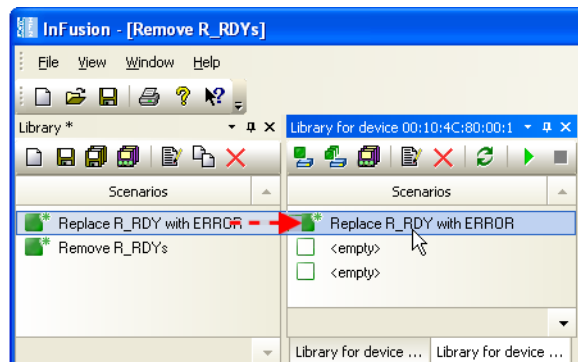 InFusion - [Remove R_RDYs]
File View Window Help
Library *
Library for device 00:10:4C:80:00:1
Scenarios
Scenarios
Replace R_RDY with ERROR
Replace R_RDY with ERROR
Remove R_RDYs
<empty>
<empty>
Library for device ...
Library for device ...